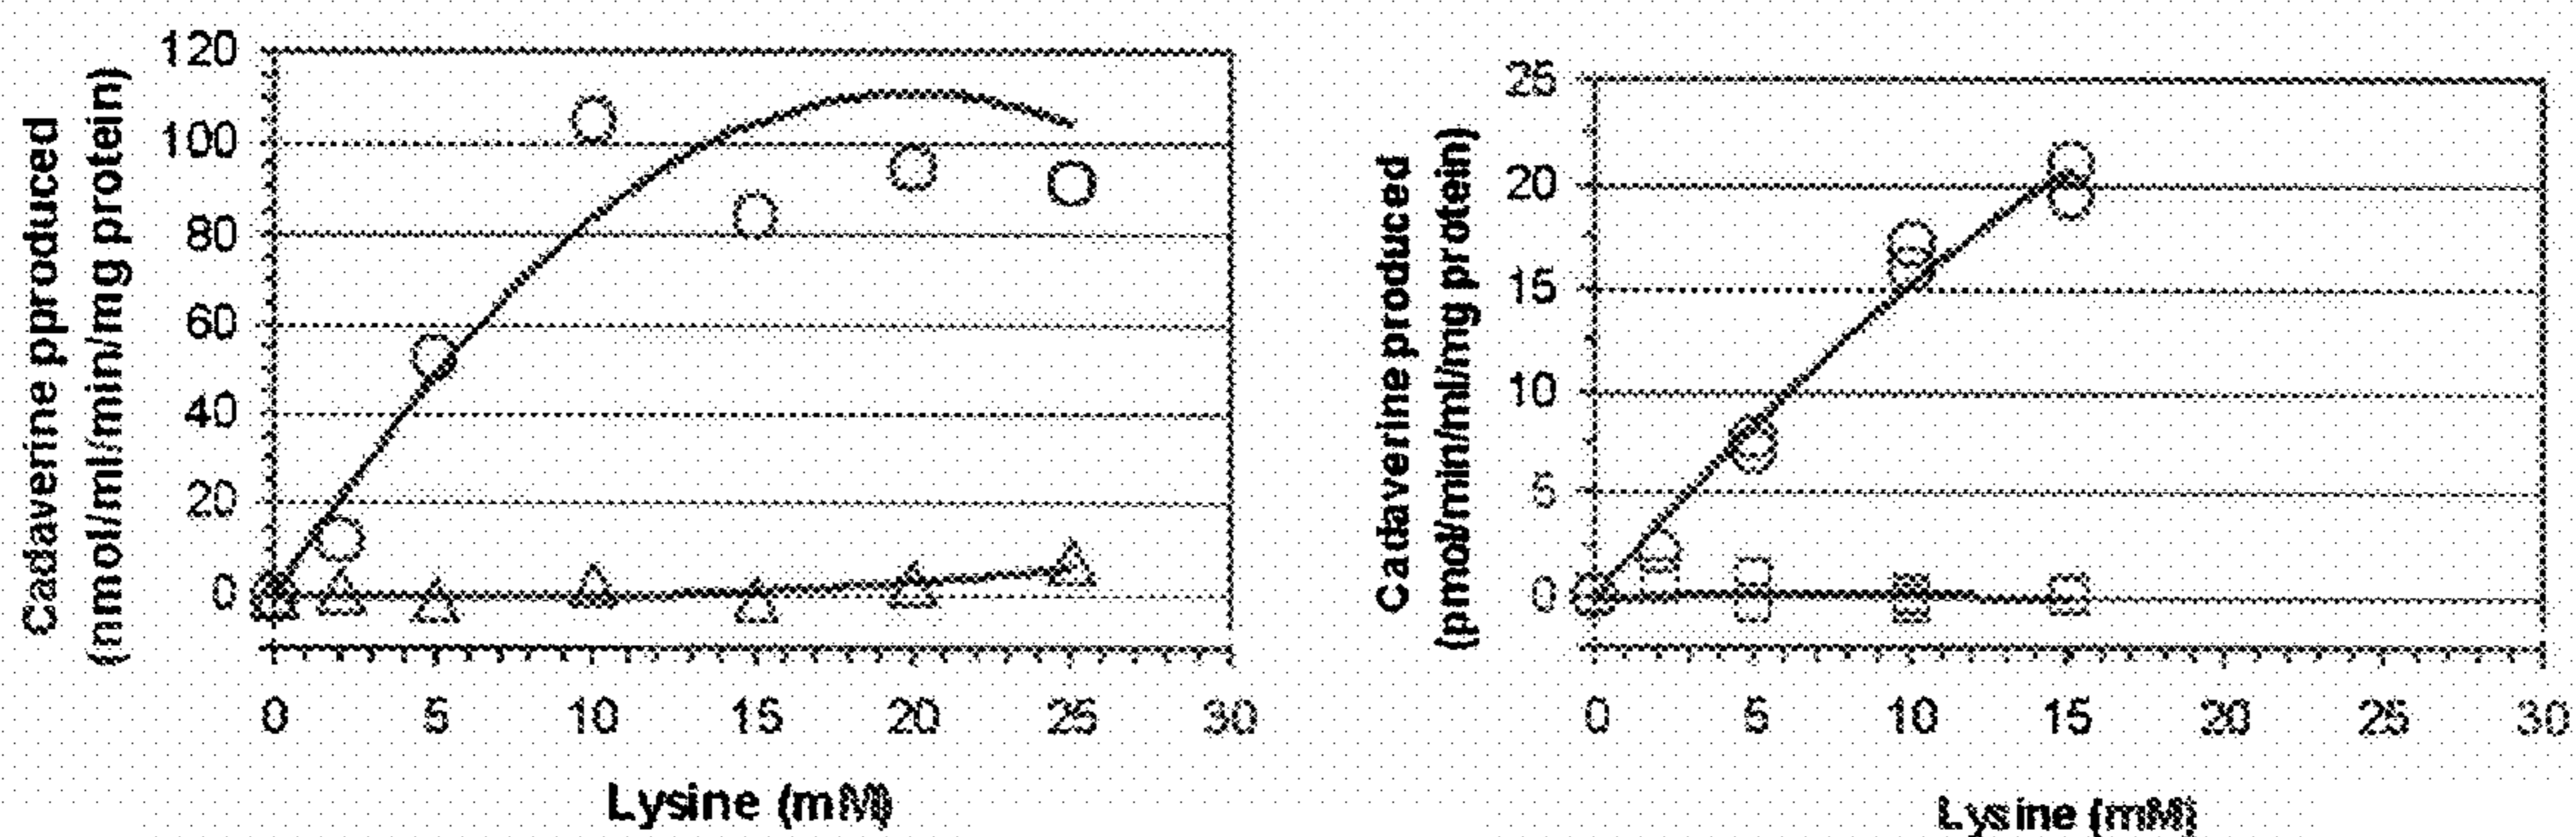 Cadaverine pproduced
(nmol/ml/min/mg protein)
120
100
80
60
40
20
0
0 5 10 15 20 25 30
Lysine (mM)
Cadaverine produced
(pmol/min/ml/mg protein)
25
20
15
10
5
0
0 5 10 15 20 25 30
Lysine (mM)